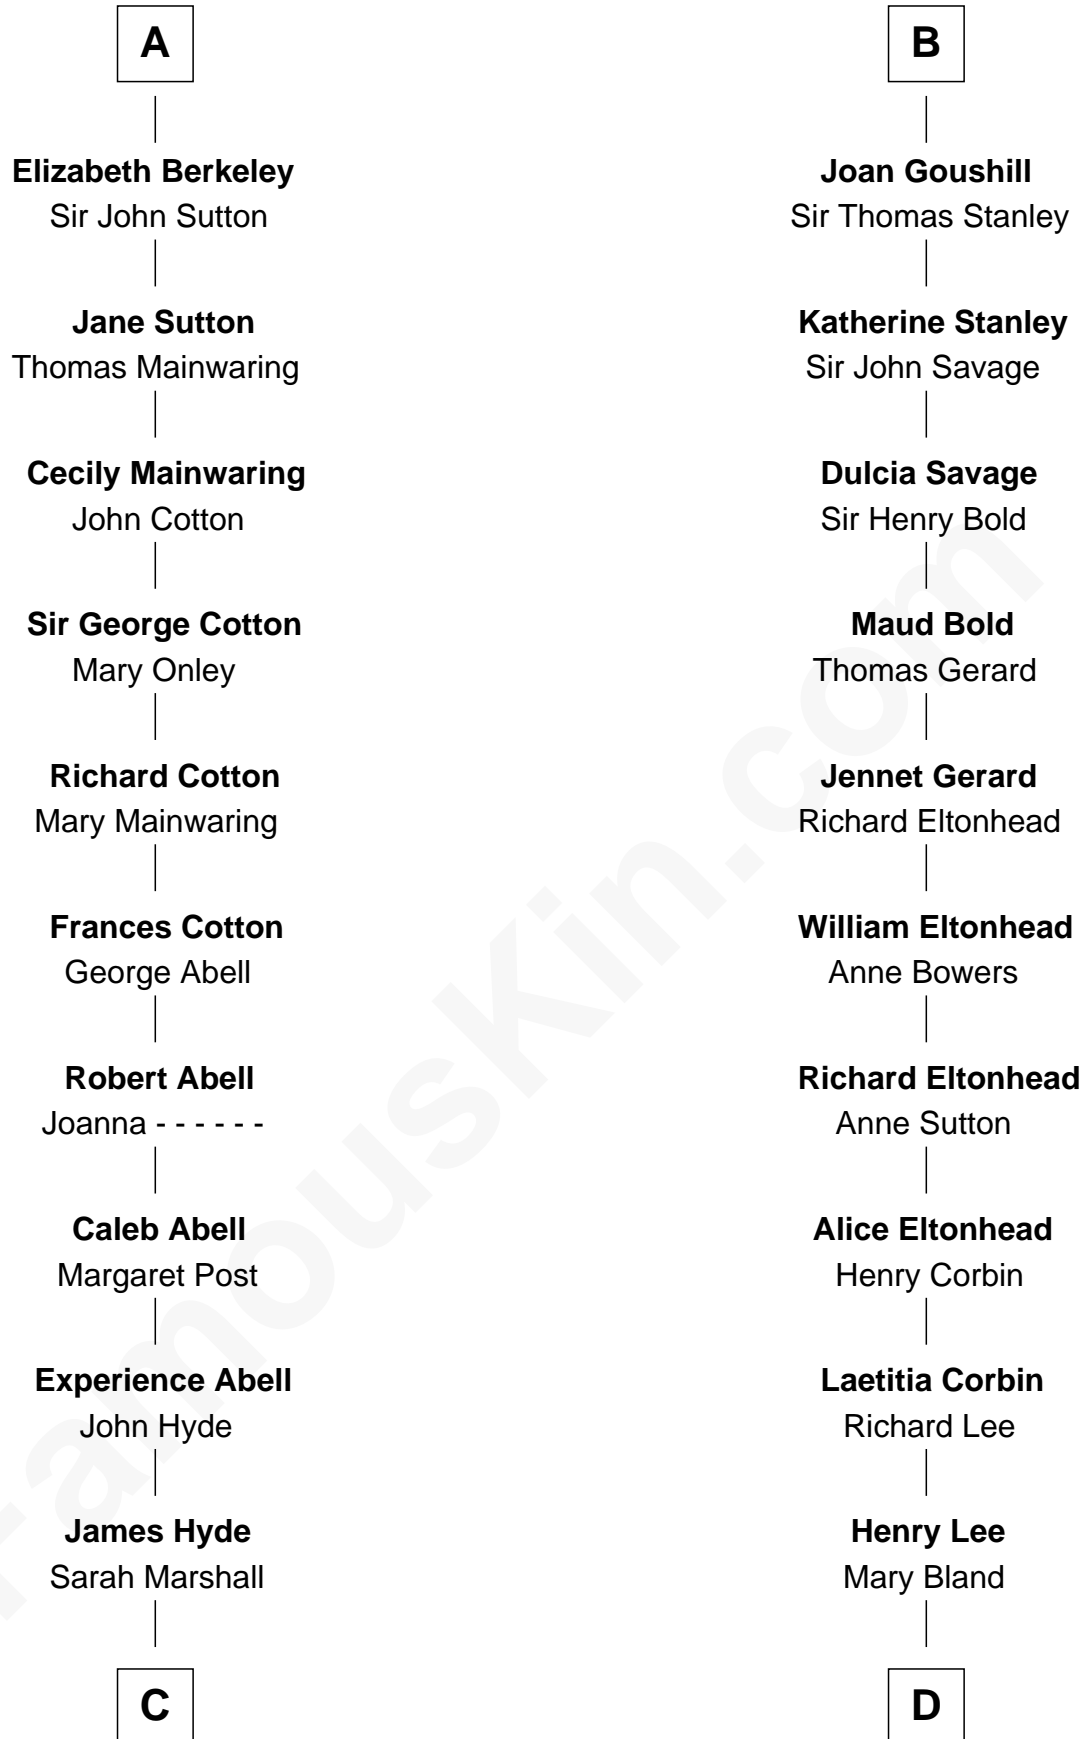 A
Elizabeth Berkeley
Sir John Sutton
Jane Sutton
Thomas Mainwaring
Cecily Mainwaring
John Cotton
Sir George Cotton
Mary Onley
Richard Cotton
Mary Mainwaring
Frances Cotton
George Abell
Robert Abell
Joanna - - - - - -
Caleb Abell
Margaret Post
Experience Abell
John Hyde
James Hyde
Sarah Marshall
C
B
Joan Goushill
Sir Thomas Stanley
Katherine Stanley
Sir John Savage
Dulcia Savage
Sir Henry Bold
Maud Bold
Thomas Gerard
Jennet Gerard
Richard Eltonhead
William Eltonhead
Anne Bowers
Richard Eltonhead
Anne Sutton
Alice Eltonhead
Henry Corbin
Laetitia Corbin
Richard Lee
Henry Lee
Mary Bland
D
FamousKin.com